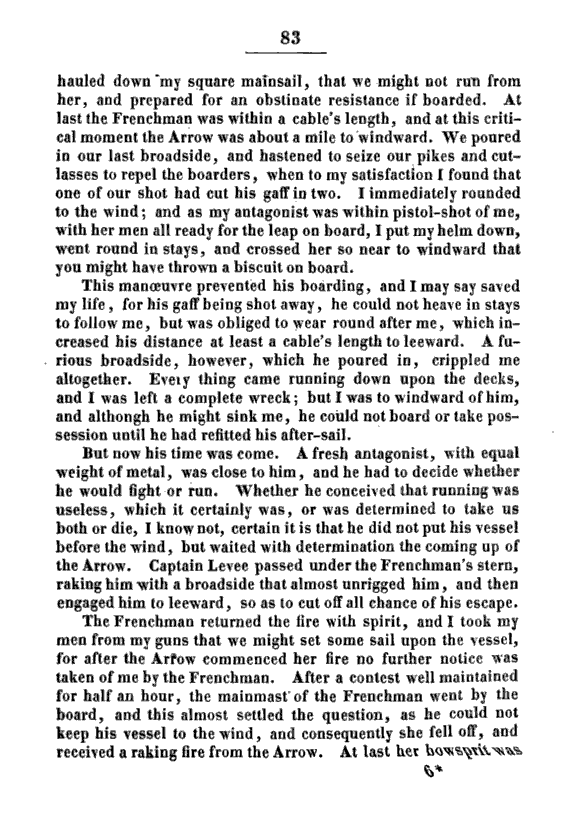 83
hauled down my square mainsail, that we might not run from
her, and prepared for an obstinate resistance if boarded. At
last the Frenchman was within a cable's length, and at this criti-
cal moment the Arrow was about a mile to windward. We poured
in our last broadside, and hastened to seize our pikes and cut-
lasses to repel the boarders, when to my satisfaction I found that
one of our shot had cut his gaff in two. I immediately rounded
to the wind; and as my antagonist was within pistol-shot of me,
with her men all ready for the leap on board, I put my helm down,
went round in stays, and crossed her so near to windward that
you might have thrown a biscuit on board.
This manœuvre prevented his boarding, and I may say saved
my life, for his gaff being shot away, he could not heave in stays
to follow me, but was obliged to wear round after me, which in-
creased his distance at least a cable's length to leeward. A fu-
rious broadside, however, which he poured in, crippled me
altogether. Every thing came running down upon the decks,
and I was left a complete wreck; but I was to windward of him,
and althongh he might sink me, he could not board or take pos-
session until he had refitted his after-sail.
But now his time was come. A fresh antagonist, with equal
weight of metal, was close to him, and he had to decide whether
he would fight or run. Whether he conceived that running was
useless, which it certainly was, or was determined to take us
both or die, I know not, certain it is that he did not put his vessel
before the wind, but waited with determination the coming up of
the Arrow. Captain Levee passed under the Frenchman's stern,
raking him with a broadside that almost unrigged him, and then
engaged him to leeward, so as to cut off all chance of his escape.
The Frenchman returned the fire with spirit, and I took my
men from my guns that we might set some sail upon the vessel,
for after the Arrow commenced her fire no further notice was
taken of me by the Frenchman. After a contest well maintained
for half an hour, the mainmast of the Frenchman went by the
board, and this almost settled the question, as he could not
keep his vessel to the wind, and consequently she fell off, and
received a raking fire from the Arrow. At last her bowsprit was
6*